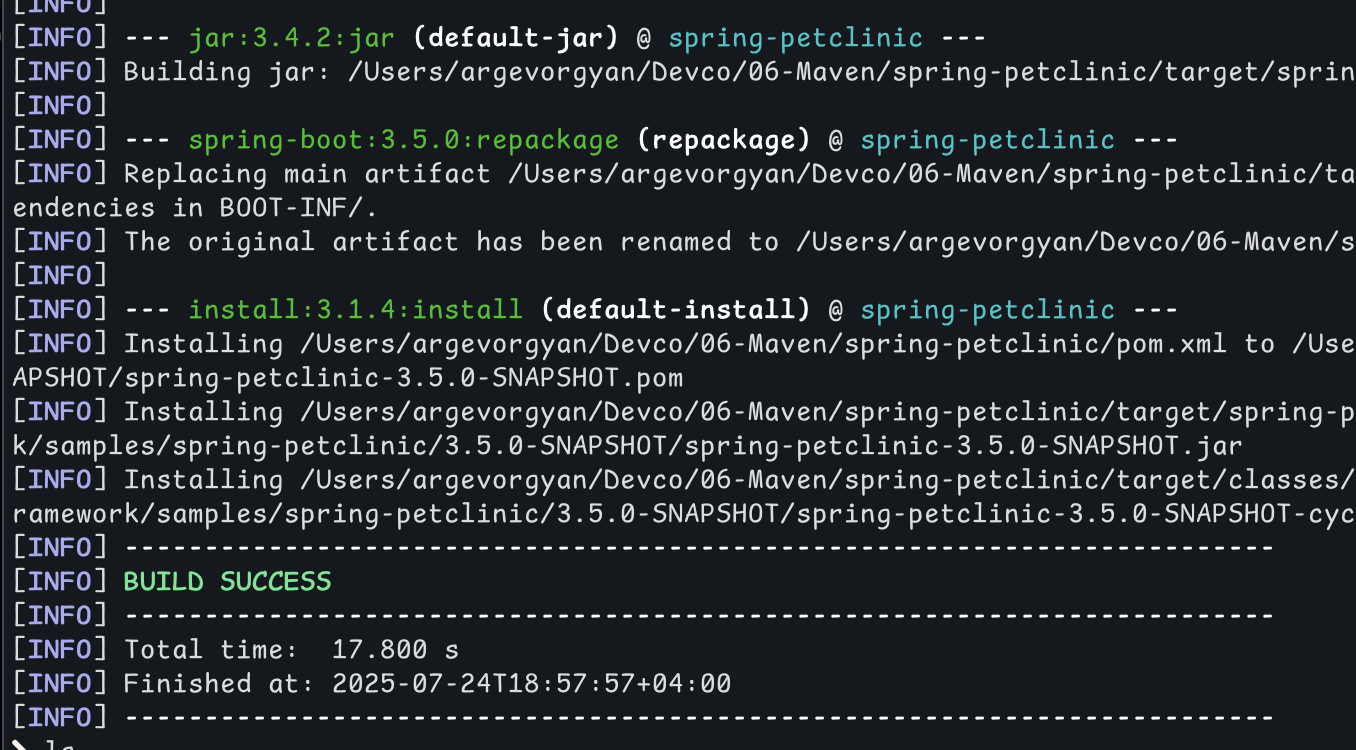 [INFO]
[INFO] --- jar:3.4.2:jar (default-jar) @ spring-petclinic ---
[INFO] Building jar: /Users/argevorgyan/Devco/06-Maven/spring-petclinic/target/sprin
[INFO]
[INFO] --- spring-boot:3.5.0:repackage (repackage) @ spring-petclinic ---
[INFO] Replacing main artifact /Users/argevorgyan/Devco/06-Maven/spring-petclinic/ta
endencies in BOOT-INF/.
[INFO] The original artifact has been renamed to /Users/argevorgyan/Devco/06-Maven/s
[INFO]
[INFO] --- install:3.1.4:install (default-install) @ spring-petclinic ---
[INFO] Installing /Users/argevorgyan/Devco/06-Maven/spring-petclinic/pom.xml to /Use
APSHOT/spring-petclinic-3.5.0-SNAPSHOT.pom
[INFO] Installing /Users/argevorgyan/Devco/06-Maven/spring-petclinic/target/spring-p
k/samples/spring-petclinic/3.5.0-SNAPSHOT/spring-petclinic-3.5.0-SNAPSHOT.jar
[INFO] Installing /Users/argevorgyan/Devco/06-Maven/spring-petclinic/target/classes/
ramework/samples/spring-petclinic/3.5.0-SNAPSHOT/spring-petclinic-3.5.0-SNAPSHOT-cyc
[INFO] ------------------------------------------------------------------------
[INFO] BUILD SUCCESS
[INFO] ------------------------------------------------------------------------
[INFO] Total time:  17.800 s
[INFO] Finished at: 2025-07-24T18:57:57+04:00
[INFO] ------------------------------------------------------------------------